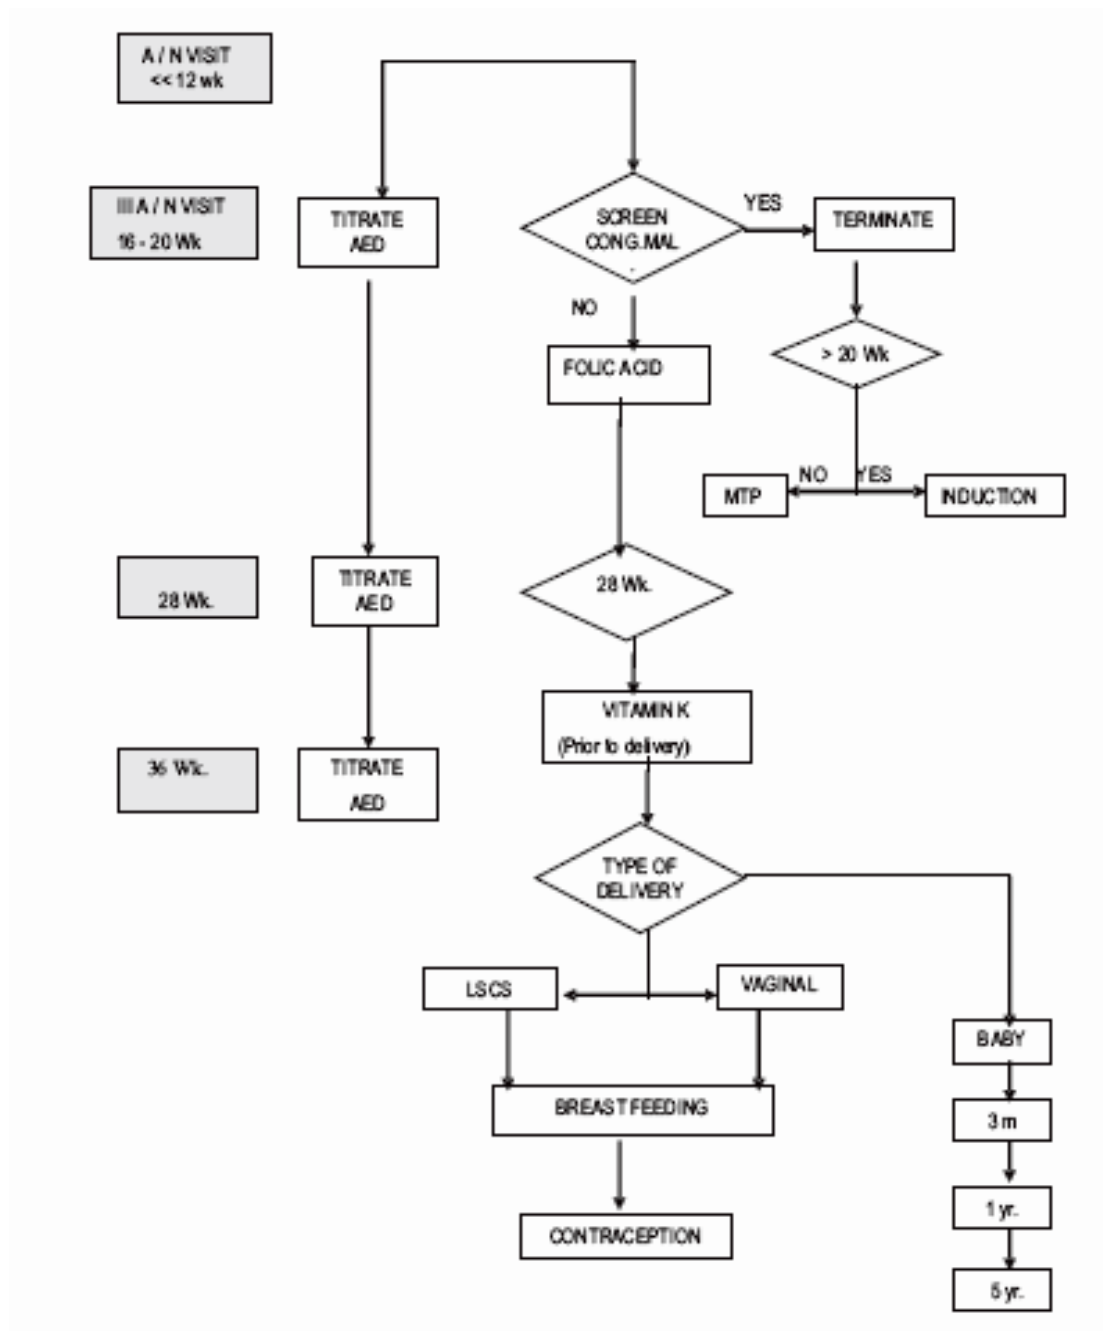 A / N VISIT
<< 12 wk
III A / N VISIT
16 - 20 Wk
TITRATE
AED
SCREEN
CONG.MAL
.
YES
TERMINATE
NO
FOLIC ACID
> 20 Wk
NO
YES
MTP
INDUCTION
28 Wk.
TITRATE
AED
28 Wk.
VITAMIN K
(Prior to delivery)
36 Wk.
TITRATE
AED
TYPE OF
DELIVERY
LSCS
VAGINAL
BABY
BREAST FEEDING
3 m
1 yr.
CONTRACEPTION
5 yr.